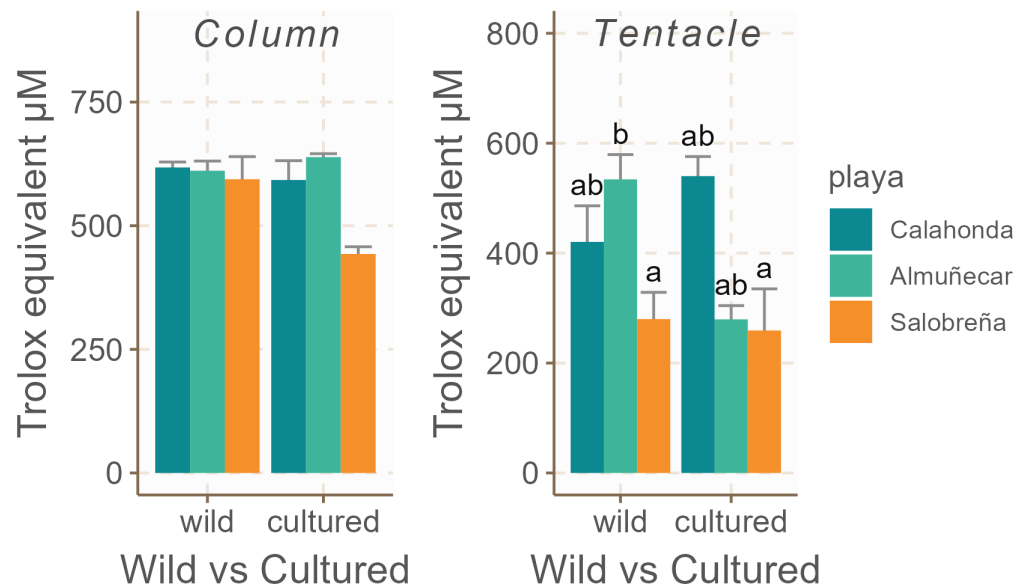 Column
Trolox equivalent µM
750
500
250
0
wild
cultured
Wild vs Cultured
Tentacle
Trolox equivalent µM
800
600
400
200
0
ab
b
a
ab
ab
a
wild
cultured
Wild vs Cultured
playa
Calahonda
Almuñecar
Salobreña